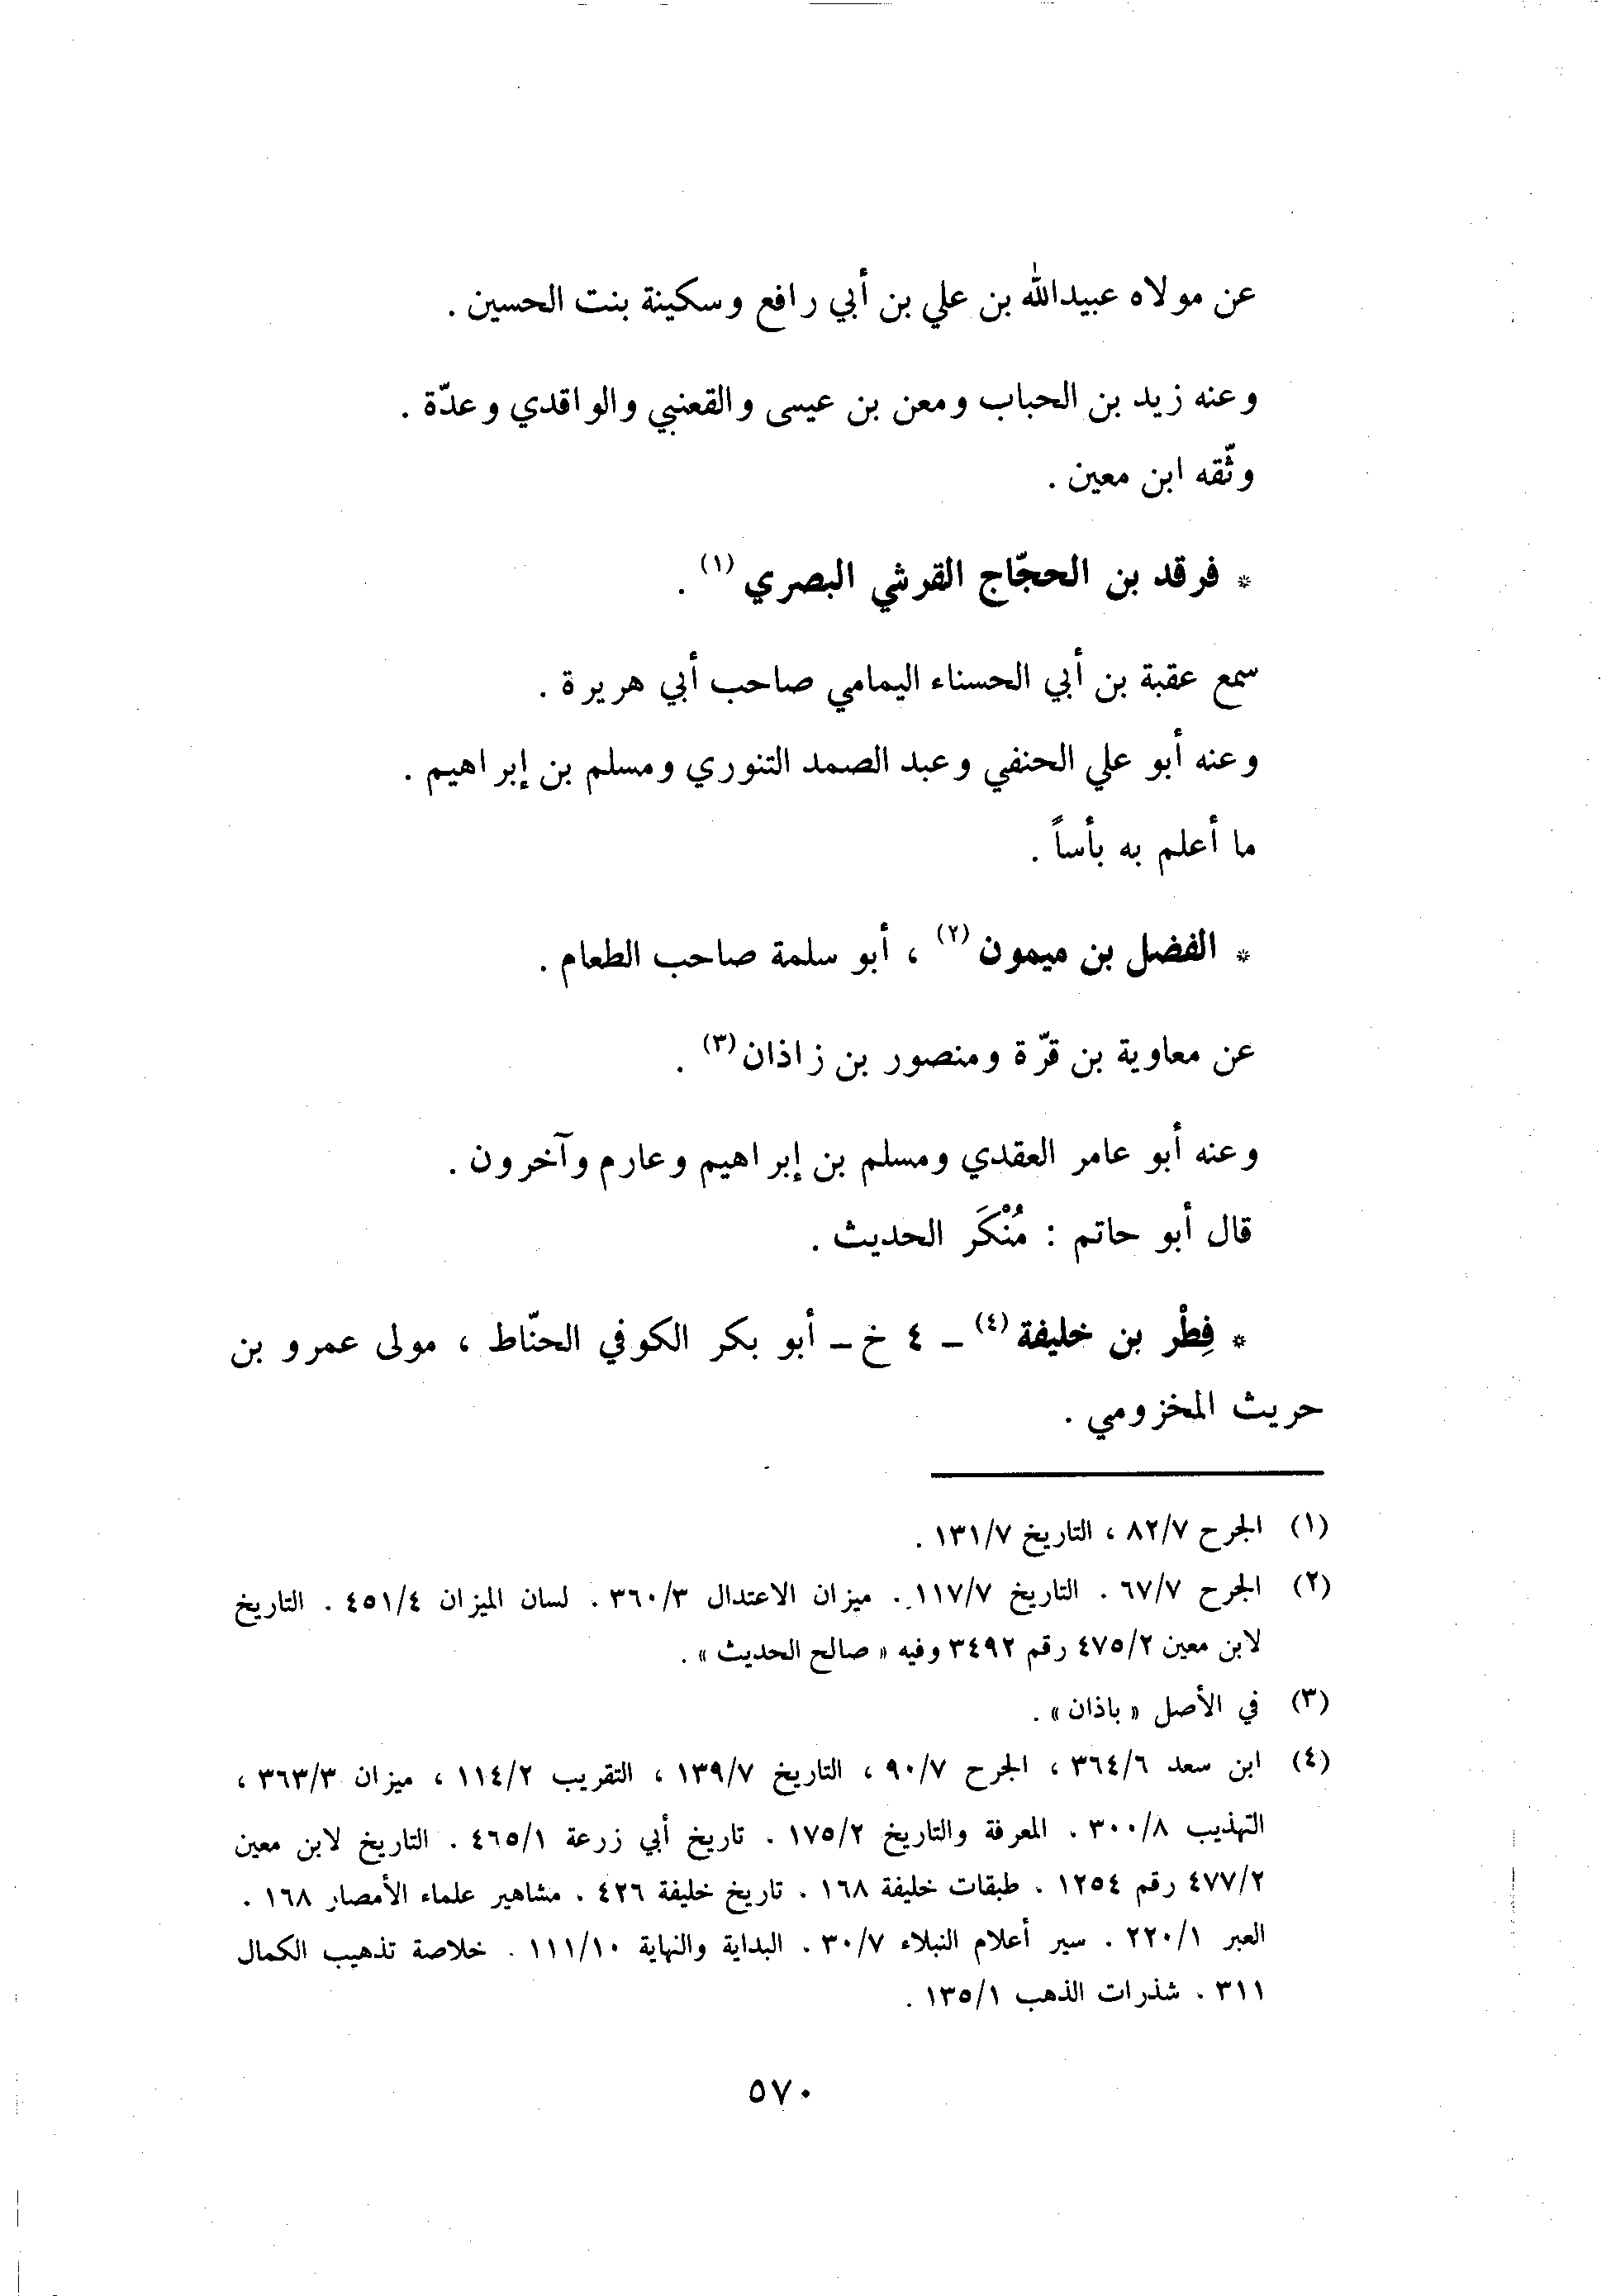 عن مولاه عبيدالله بن علي بن أبي رافع وسكينة بنت الحسين .
وعنه زيد بن الحباب ومعن بن عيسى والقعنبي والواقدي وعدّة .
وثّقه ابن معين .
* فرقد بن الحجّاج القرشي البصري (١) .
سمع عقبة بن أبي الحسناء اليمامي صاحب أبي هريرة .
وعنه أبو علي الحنفي وعبد الصمد التنوري ومسلم بن إبراهيم .
ما أعلم به بأساً .
* الفضل بن ميمون (٢) ، أبو سلمة صاحب الطعام .
عن معاوية بن قرّة ومنصور بن زاذان (٣) .
وعنه أبو عامر العقدي ومسلم بن إبراهيم وعارم وآخرون .
قال أبو حاتم : مُنْكَر الحديث .
* فِطْر بن خليفة (٤) ــ ٤ خ ــ أبو بكر الكوفي الحنّاط ، مولى عمرو بن
حريث المخزومي .
(١) الجرح ٨٢/٧ ، التاريخ ١٣١/٧ .
(٢) الجرح ٦٧/٧ . التاريخ ١١٧/٧ . ميزان الاعتدال ٣٦٠/٣ . لسان الميزان ٤٥١/٤ . التاريخ
لابن معين ٤٧٥/٢ رقم ٣٤٩٢ وفيه « صالح الحديث » .
(٣) في الأصل « باذان » .
(٤) ابن سعد ٣٦٤/٦ ، الجرح ٩٠/٧ ، التاريخ ١٣٩/٧ ، التقريب ١١٤/٢ ، ميزان ٣٦٣/٣ ،
التهذيب ٣٠٠/٨ . المعرفة والتاريخ ١٧٥/٢ . تاريخ أبي زرعة ٤٦٥/١ . التاريخ لابن معين
٤٧٧/٢ رقم ١٢٥٤ . طبقات خليفة ١٦٨ . تاريخ خليفة ٤٢٦ . مشاهير علماء الأمصار ١٦٨ .
العبر ٢٢٠/١ . سير أعلام النبلاء ٣٠/٧ . البداية والنهاية ١١١/١٠ . خلاصة تذهيب الكمال
٣١١ . شذرات الذهب ١٣٥/١ .
٥٧٠